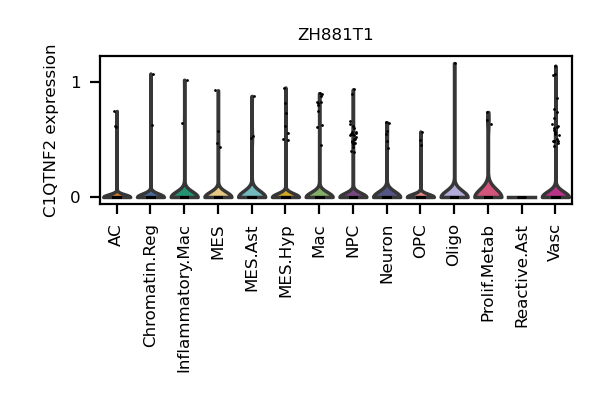 ZH881T1
C1QTNF2 expression
1
0
AC
Chromatin.Reg
Inflammatory.Mac
MES
MES.Ast
MES.Hyp
Mac
NPC
Neuron
OPC
Oligo
Prolif.Metab
Reactive.Ast
Vasc